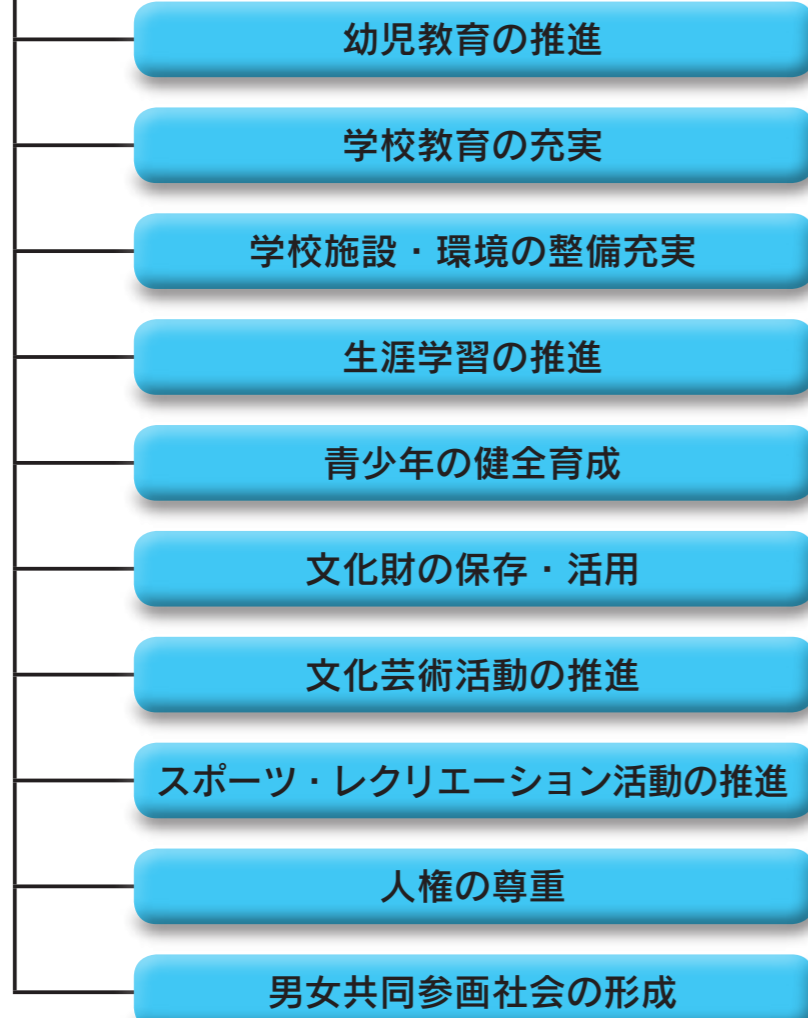 幼児教育の推進
学校教育の充実
学校施設・環境の整備充実
生涯学習の推進
青少年の健全育成
文化財の保存・活用
文化芸術活動の推進
スポーツ・レクリエーション活動の推進
人権の尊重
男女共同参画社会の形成